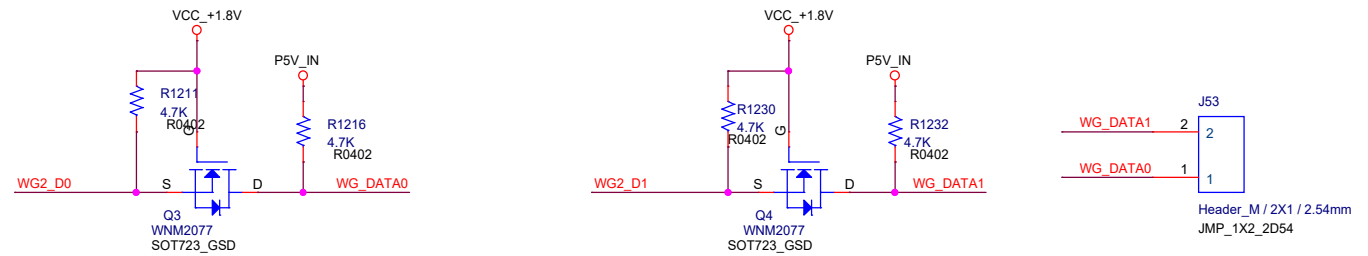 VCC_+1.8V
P5V_IN
R1211
4.7K
R0402
G
R1216
4.7K
R0402
WG2_D0
S
D
WG_DATA0
Q3
WNM2077
SOT723_GSD
VCC_+1.8V
P5V_IN
R1230
4.7K
R0402
G
R1232
4.7K
R0402
WG2_D1
S
D
WG_DATA1
Q4
WNM2077
SOT723_GSD
J53
WG_DATA1 2 2
WG_DATA0 1 1
Header_M / 2X1 / 2.54mm
JMP_1X2_2D54